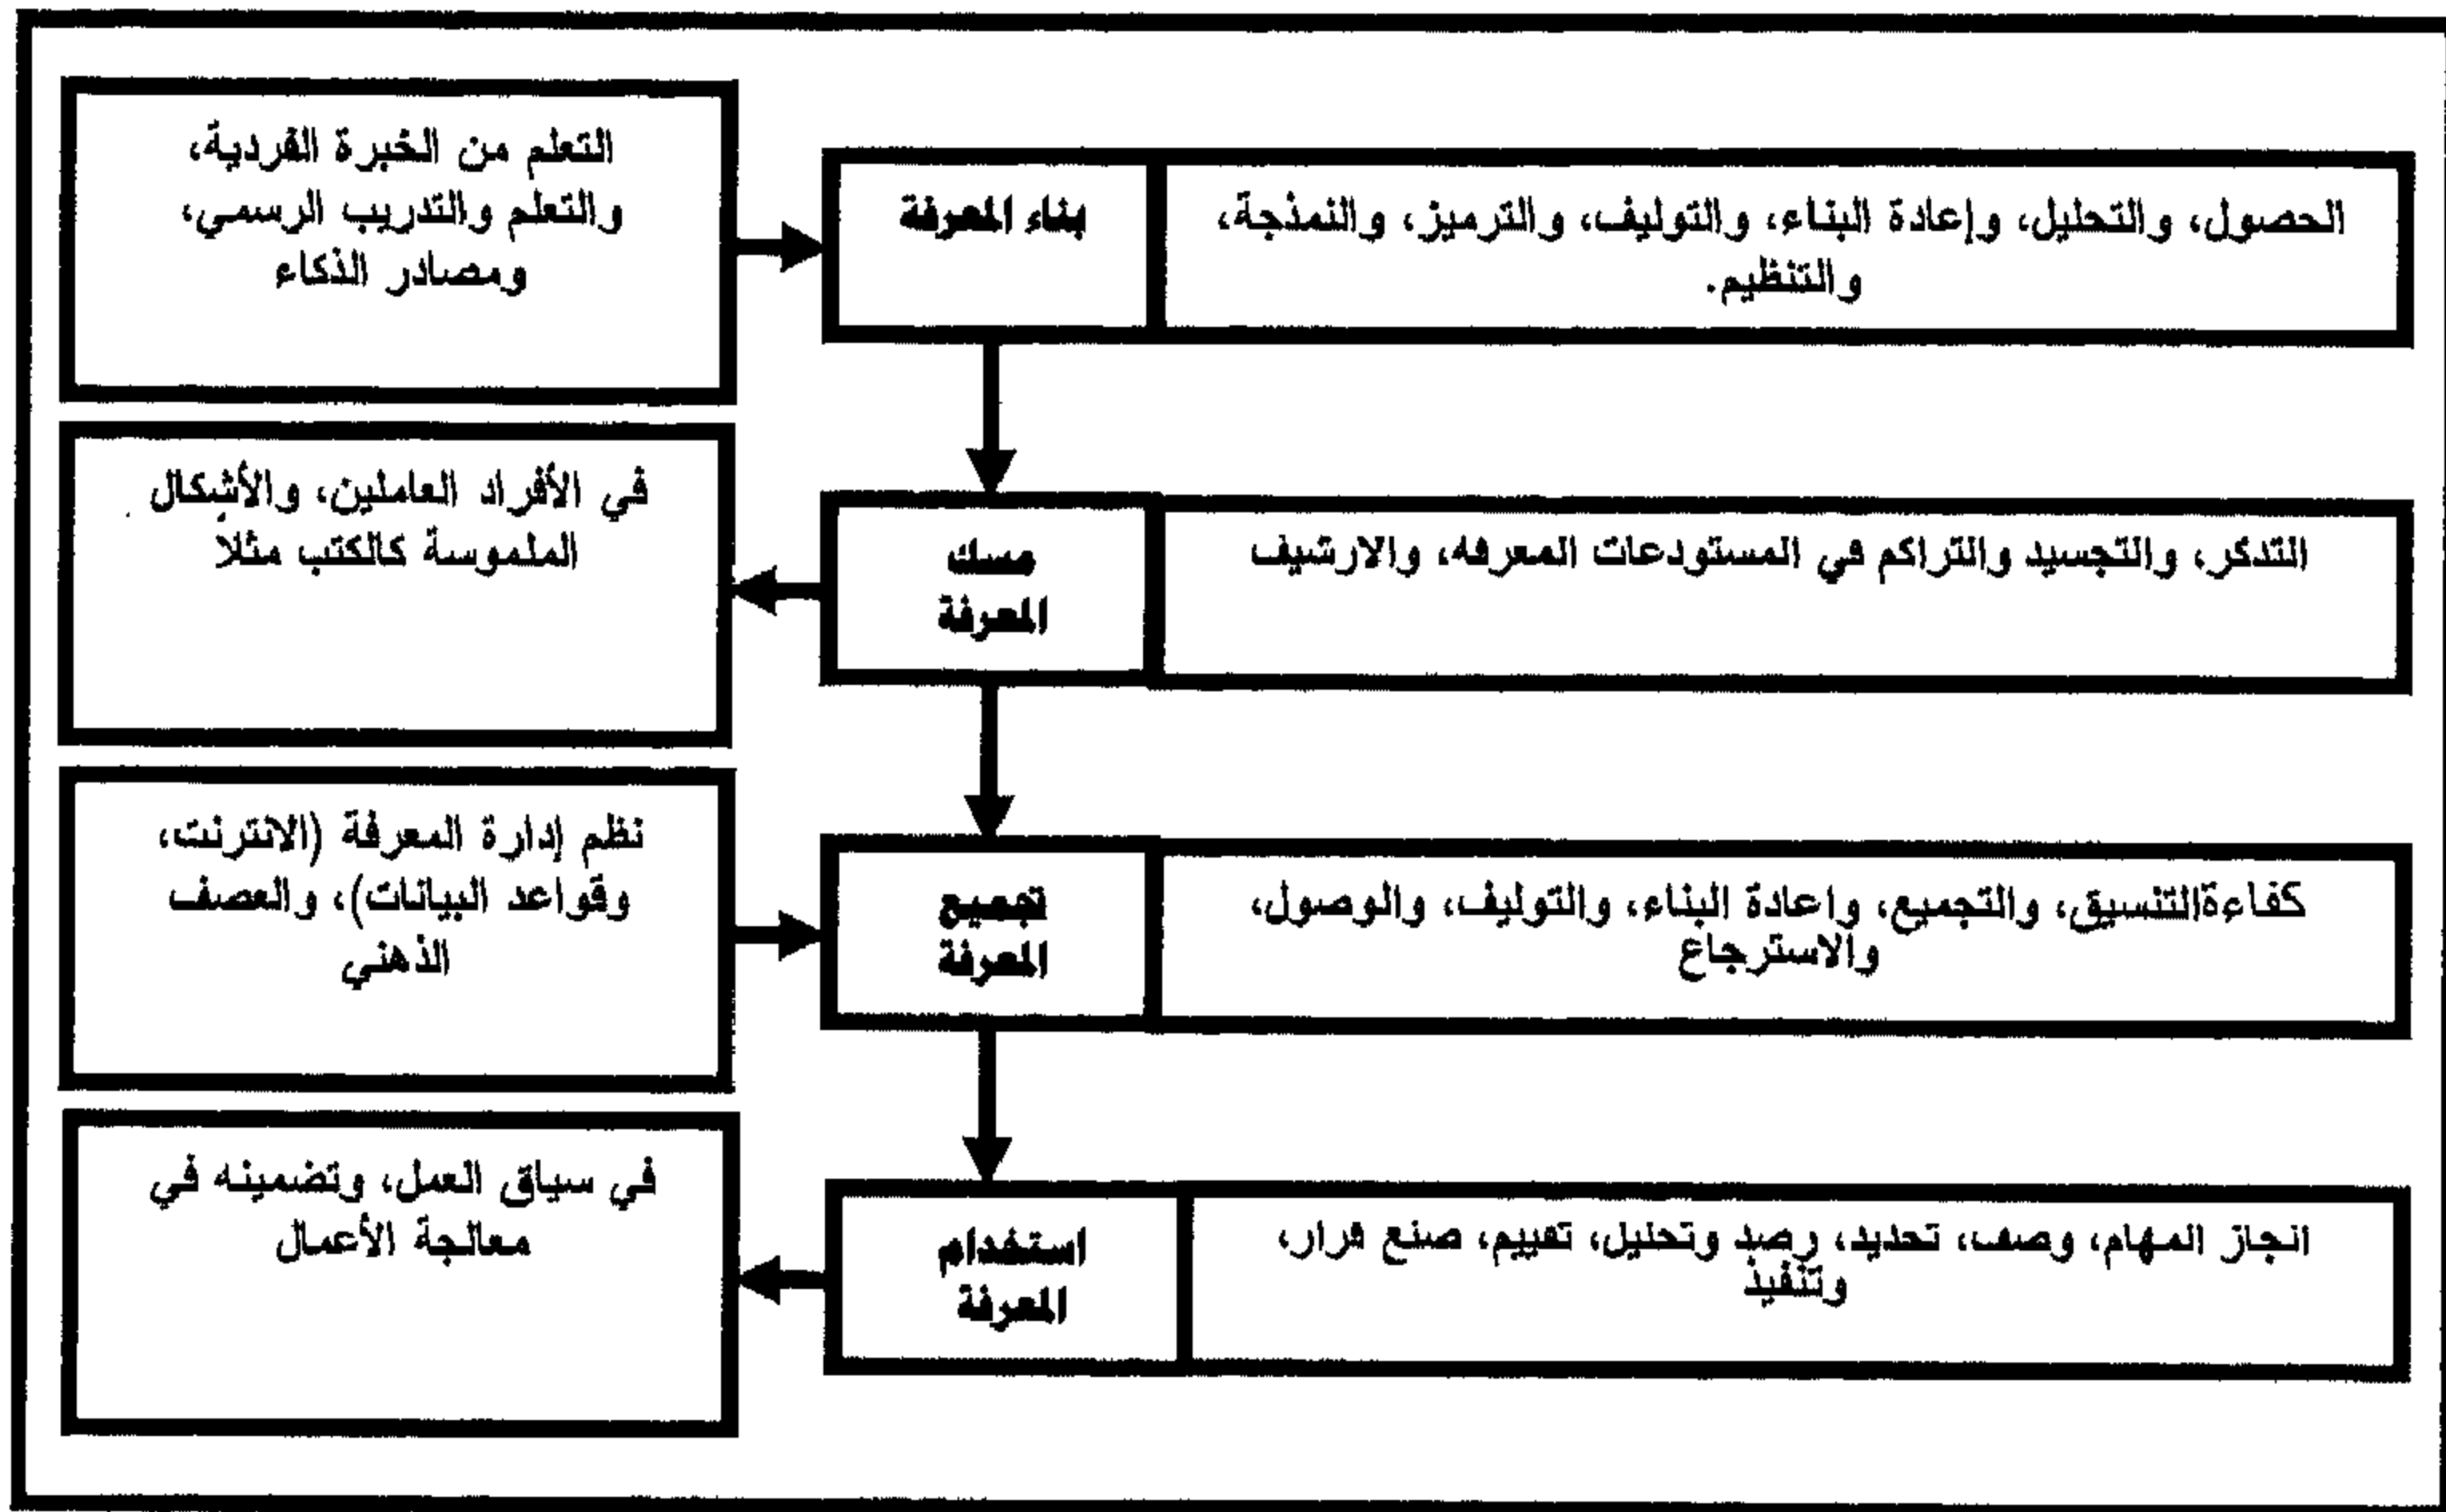 الحصول، والتحليل، وإعادة البناء، والتوليف، والترميز، والنمذجة،
والتنظيم.
بناء المعرفة
التعلم من الخبرة الفردية،
والتعلم والتدريب الرسمي،
ومصادر الذكاء
التذكر، والتجسيد والتراكم في المستودعات المعرفه، والارشيف
مسك
المعرفة
في الأفراد العاملين، والأشكال
الملموسة كالكتب مثلاً
كفاءةالتنسيق، والتجميع، واعادة البناء، والتوليف، والوصول،
والاسترجاع
تجميع
المعرفة
نظم إدارة المعرفة (الانترنت،
وقواعد البيانات)، والعصف
الذهني
انجاز المهام، وصف، تحديد، رصد وتحليل، تقييم، صنع قرار،
وتنفيذ
استخدام
المعرفة
في سياق العمل، وتضمينه في
معالجة الأعمال